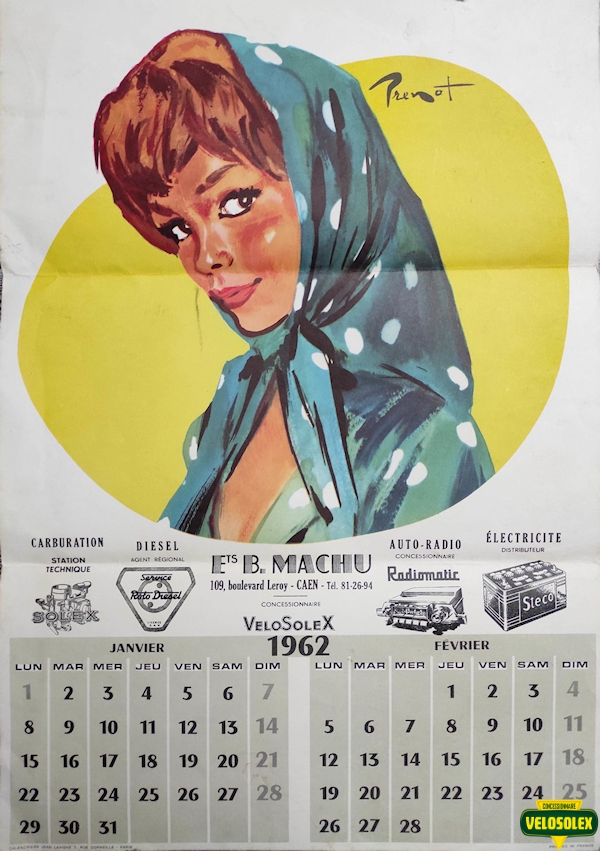 Prenot
CARBURATION
STATION
TECHNIQUE
SOLEX
DIESEL
AGENT RÉGIONAL
Service
Roto Diesel
ETS B. MACHU
109, boulevard Leroy - CAEN - Tél. 81-26-94
CONCESSIONNAIRE
VELOSOLEX
AUTO-RADIO
CONCESSIONNAIRE
Radiomatic
ÉLECTRICITE
DISTRIBUTEUR
Steco
1962
JANVIER
LUN MAR MER JEU VEN SAM DIM
1 2 3 4 5 6 7
8 9 10 11 12 13 14
15 16 17 18 19 20 21
22 23 24 25 26 27 28
29 30 31
FÉVRIER
LUN MAR MER JEU VEN SAM DIM
1 2 3 4
5 6 7 8 9 10 11
12 13 14 15 16 17 18
19 20 21 22 23 24 25
26 27 28
CONCESSIONNAIRE
VELOSOLEX